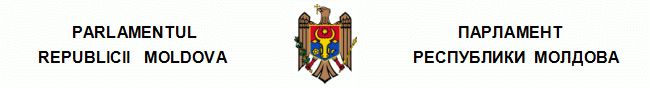 PARLAMENTUL
REPUBLICII MOLDOVA
ПАРЛАМЕНТ
РЕСПУБЛИКИ МОЛДОВА